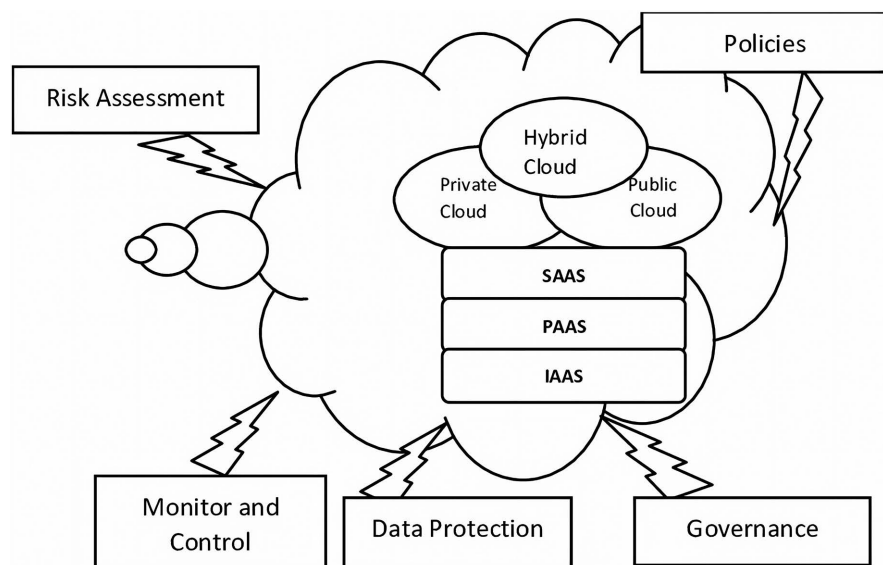 Policies
Risk Assessment
Hybrid
Cloud
Private
Cloud
Public
Cloud
SAAS
PAAS
IAAS
Monitor and
Control
Data Protection
Governance